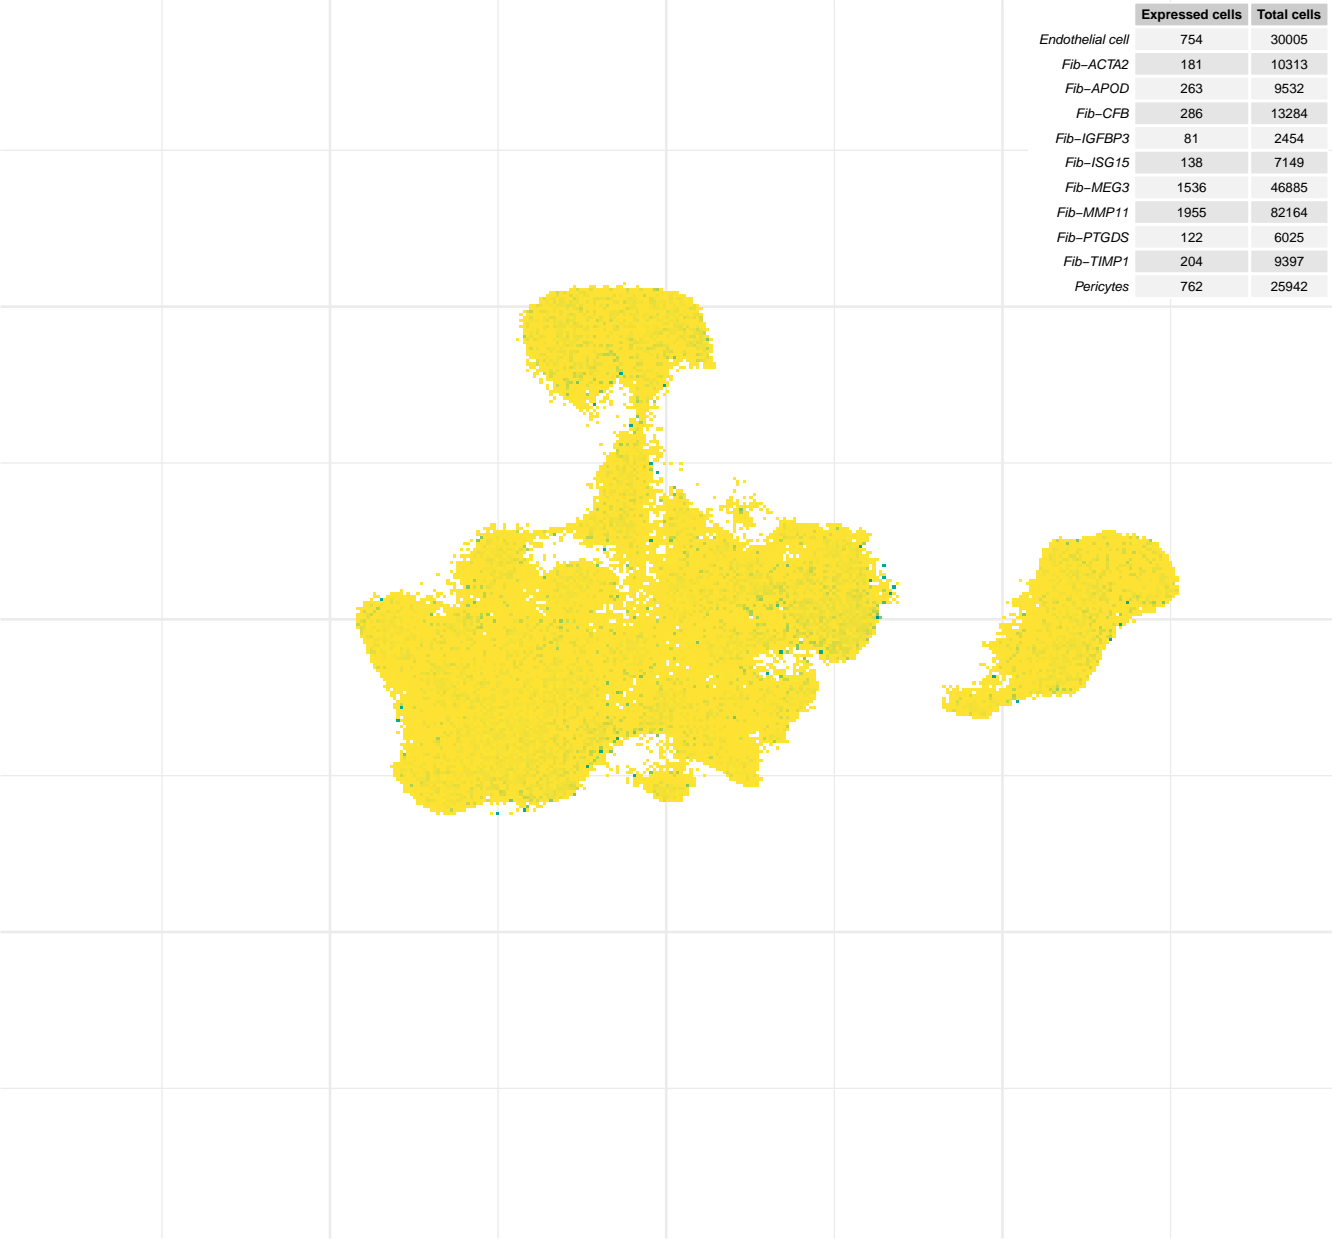 Expressed cells Total cells
Endothelial cell 754 30005
Fib−ACTA2 181 10313
Fib−APOD 263 9532
Fib−CFB 286 13284
Fib−IGFBP3 81 2454
Fib−ISG15 138 7149
Fib−MEG3 1536 46885
Fib−MMP11 1955 82164
Fib−PTGDS 122 6025
Fib−TIMP1 204 9397
Pericytes 762 25942